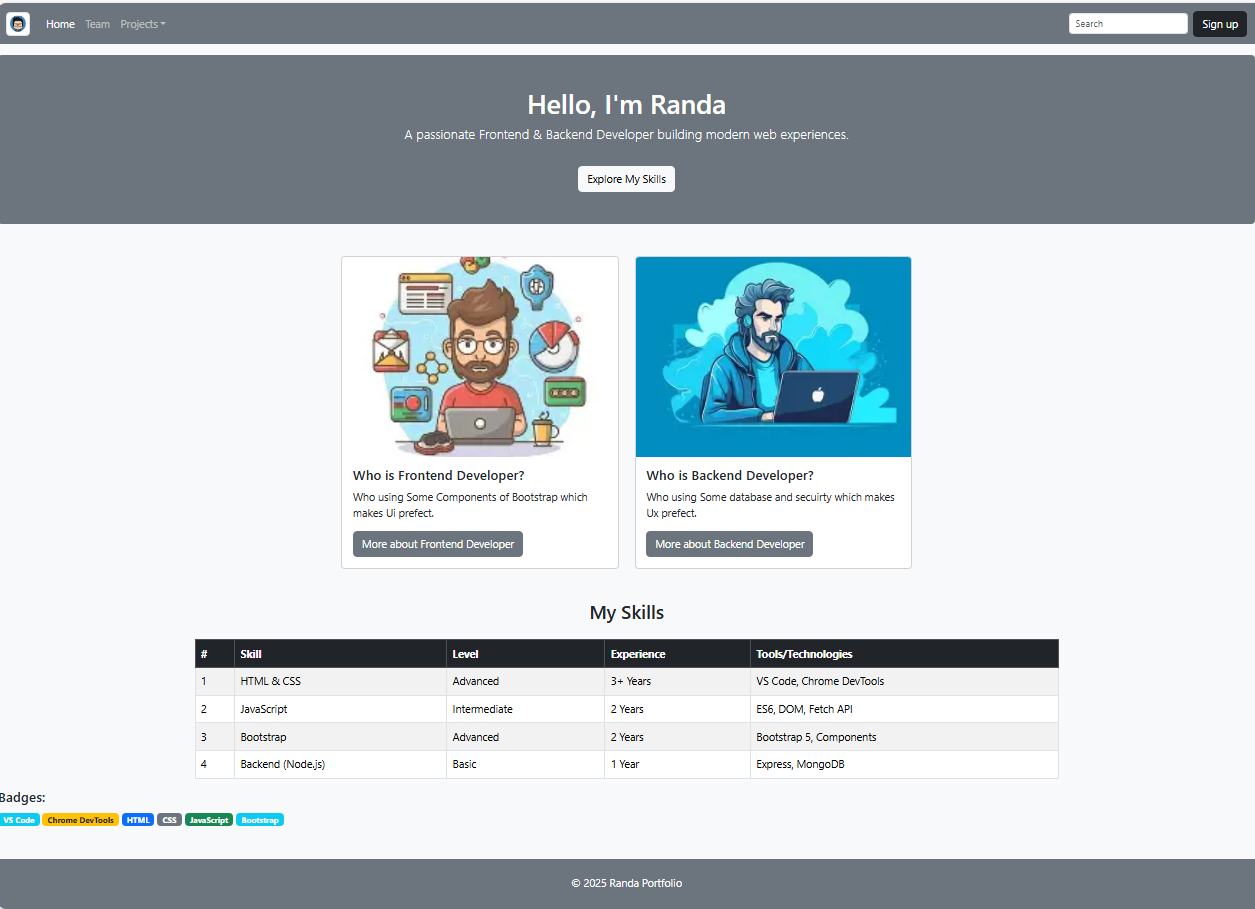 Home Team Projects Search Sign up
Hello, I'm Randa
A passionate Frontend & Backend Developer building modern web experiences.
Explore My Skills
Who is Frontend Developer?
Who using Some Components of Bootstrap which
makes Ui prefect.
More about Frontend Developer
Who is Backend Developer?
Who using Some database and secuirty which makes
Ux prefect.
More about Backend Developer
My Skills
# Skill Level Experience Tools/Technologies
1 HTML & CSS Advanced 3+ Years VS Code, Chrome DevTools
2 JavaScript Intermediate 2 Years ES6, DOM, Fetch API
3 Bootstrap Advanced 2 Years Bootstrap 5, Components
4 Backend (Node.js) Basic 1 Year Express, MongoDB
Badges:
VS Code Chrome DevTools HTML CSS JavaScript Bootstrap
© 2025 Randa Portfolio